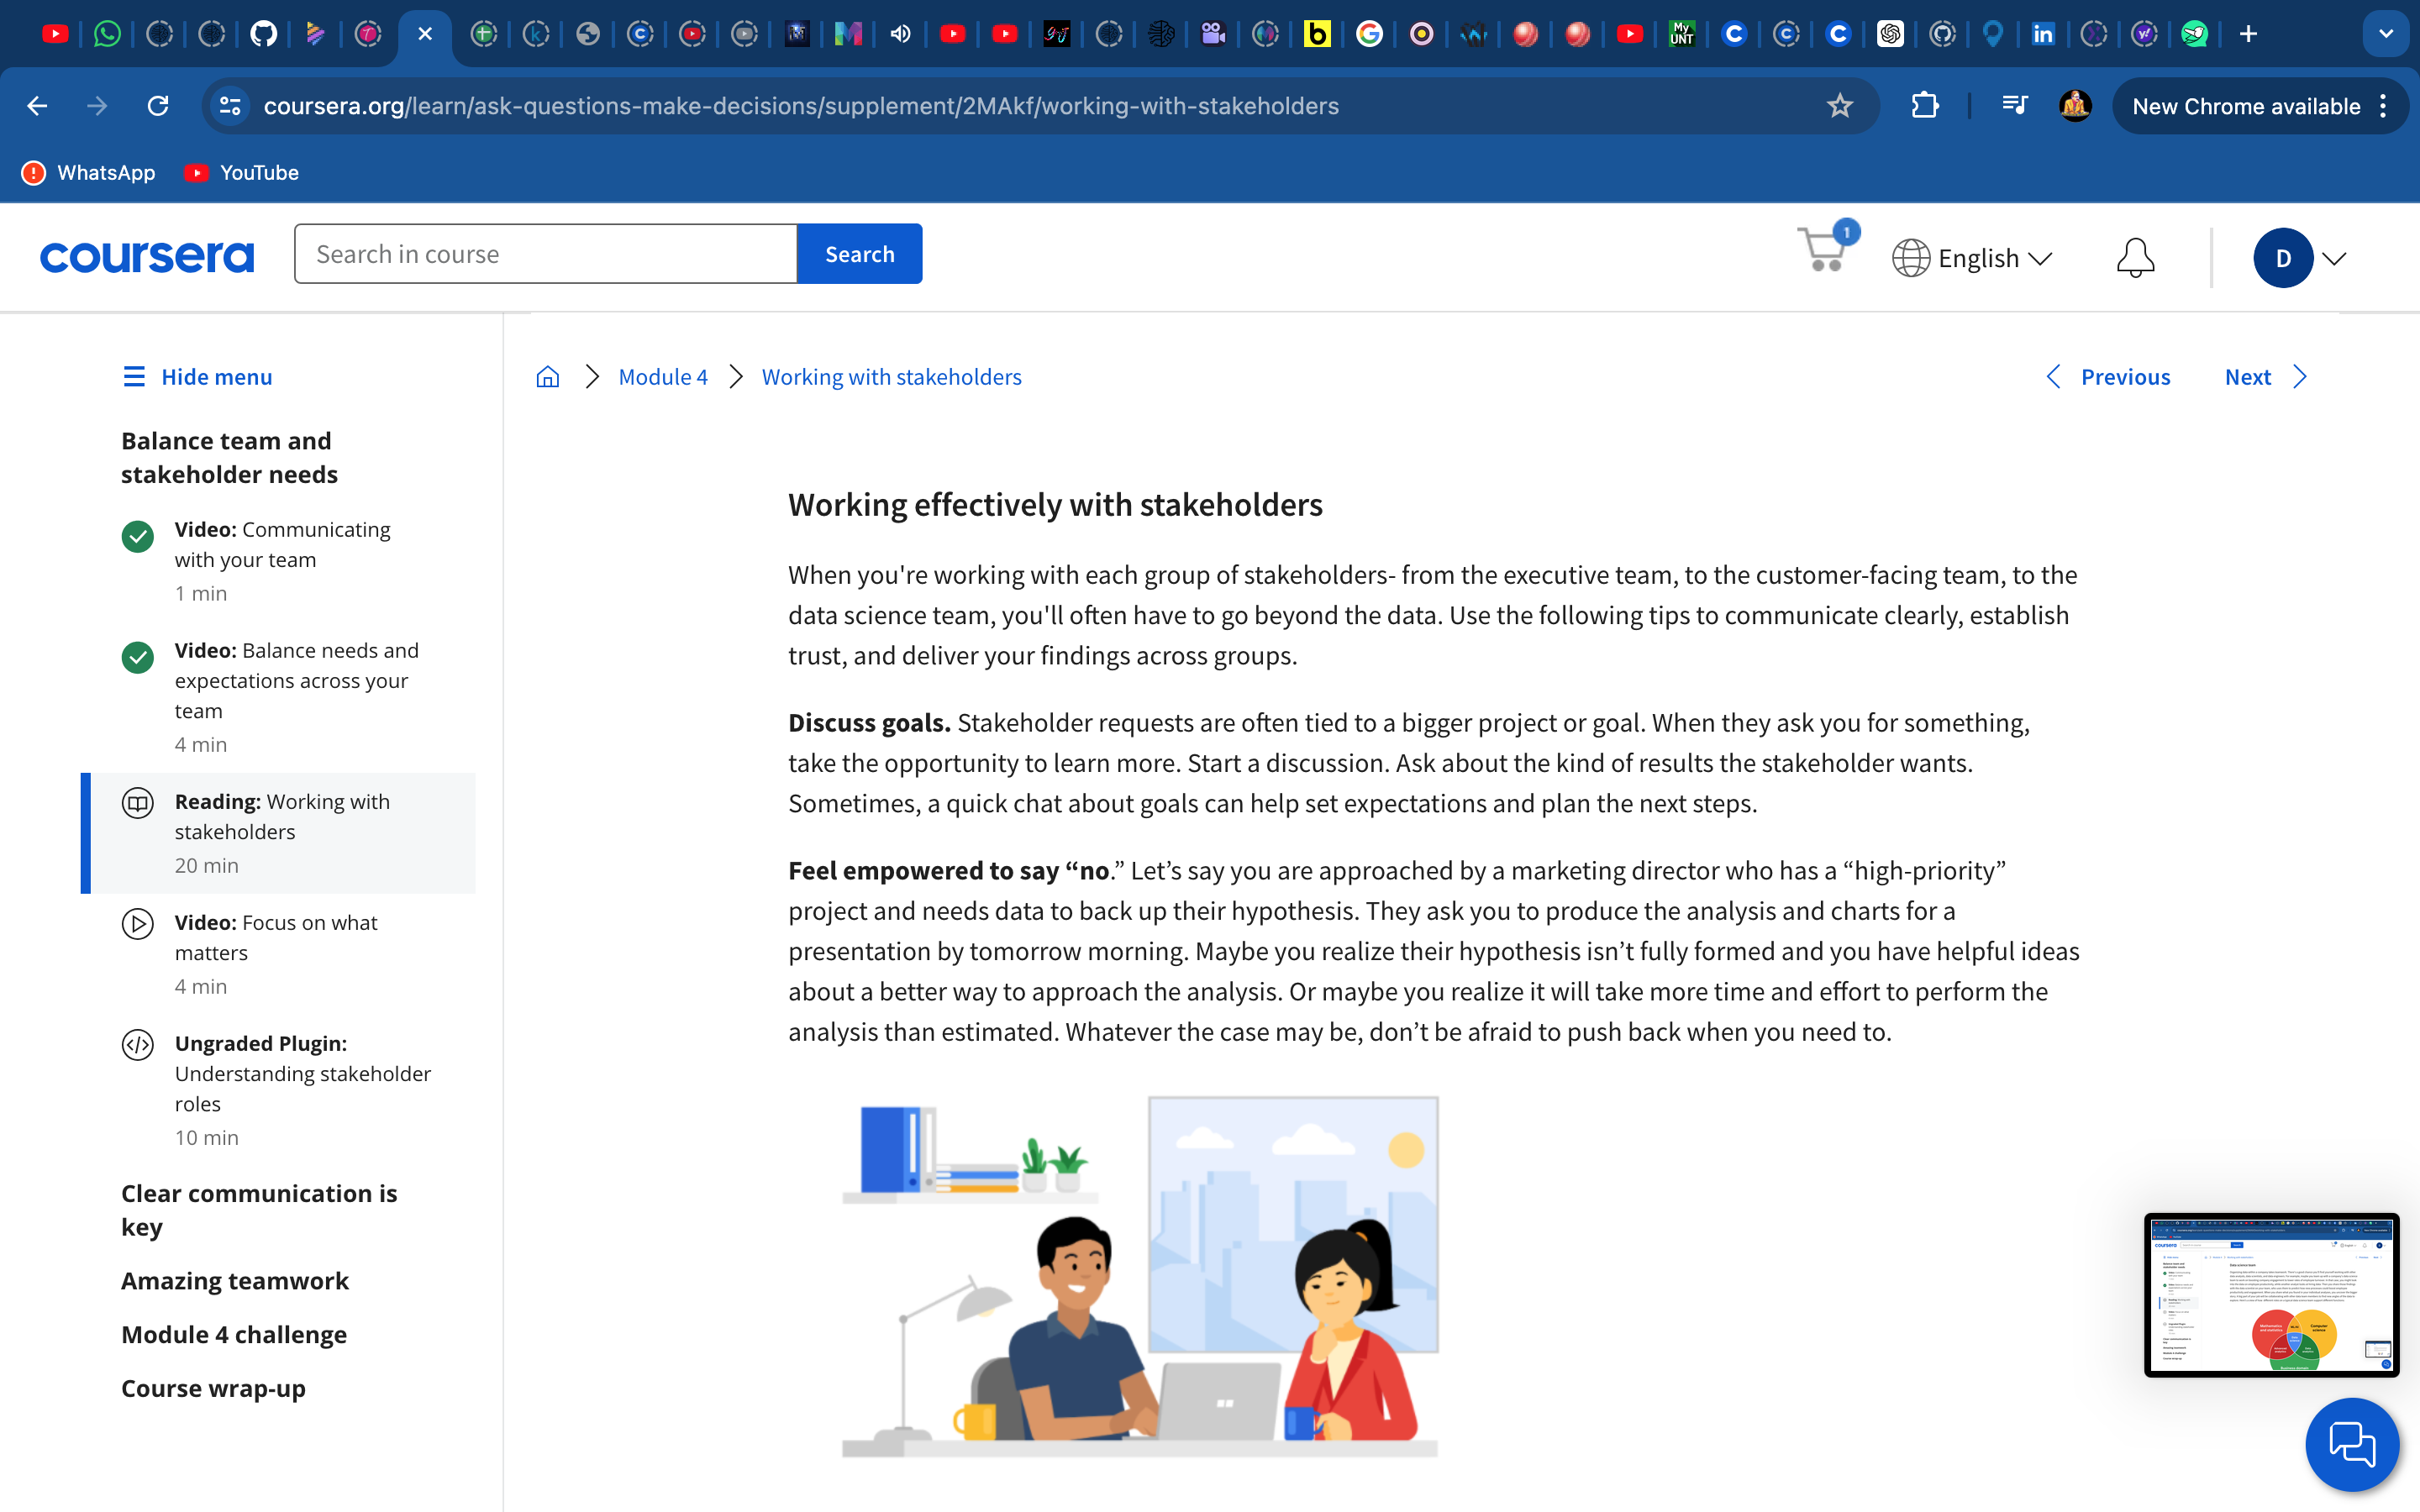 My
UNT
coursera.org/learn/ask-questions-make-decisions/supplement/2MAkf/working-with-stakeholders
New Chrome available
WhatsApp
YouTube
coursera
Search in course
Search
1
English
D
Hide menu
Module 4
Working with stakeholders
Previous
Next
Balance team and
stakeholder needs
Video: Communicating
with your team
1 min
Video: Balance needs and
expectations across your
team
4 min
Reading: Working with
stakeholders
20 min
Video: Focus on what
matters
4 min
Ungraded Plugin:
Understanding stakeholder
roles
10 min
Clear communication is
key
Amazing teamwork
Module 4 challenge
Course wrap-up
Working effectively with stakeholders
When you're working with each group of stakeholders- from the executive team, to the customer-facing team, to the
data science team, you'll often have to go beyond the data. Use the following tips to communicate clearly, establish
trust, and deliver your findings across groups.
Discuss goals. Stakeholder requests are often tied to a bigger project or goal. When they ask you for something,
take the opportunity to learn more. Start a discussion. Ask about the kind of results the stakeholder wants.
Sometimes, a quick chat about goals can help set expectations and plan the next steps.
Feel empowered to say “no.” Let’s say you are approached by a marketing director who has a “high-priority”
project and needs data to back up their hypothesis. They ask you to produce the analysis and charts for a
presentation by tomorrow morning. Maybe you realize their hypothesis isn’t fully formed and you have helpful ideas
about a better way to approach the analysis. Or maybe you realize it will take more time and effort to perform the
analysis than estimated. Whatever the case may be, don’t be afraid to push back when you need to.